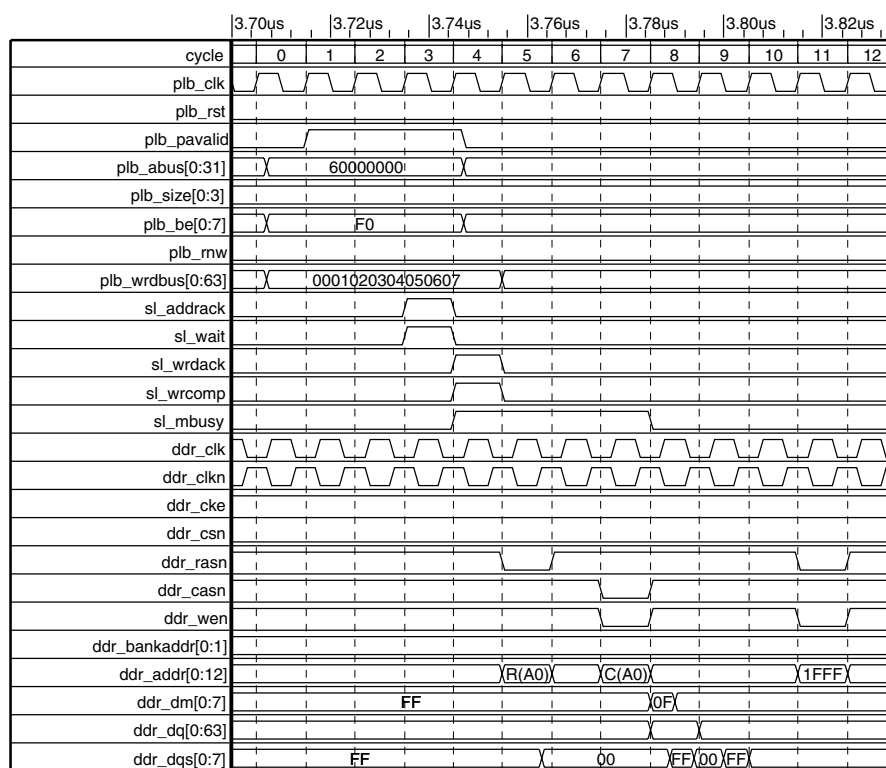 3.70us 3.72us 3.74us 3.76us 3.78us 3.80us 3.82us
cycle 0 1 2 3 4 5 6 7 8 9 10 11 12
plb_clk
plb_rst
plb_pavalid
plb_abus[0:31] 60000000
plb_size[0:3]
plb_be[0:7] F0
plb_rnw
plb_wrdbus[0:63] 0001020304050607
sl_addrack
sl_wait
sl_wrdack
sl_wrcomp
sl_mbusy
ddr_clk
ddr_clkn
ddr_cke
ddr_csn
ddr_rasn
ddr_casn
ddr_wen
ddr_bankaddr[0:1]
ddr_addr[0:12] R(A0) C(A0) 1FFF
ddr_dm[0:7] FF 0F
ddr_dq[0:63]
ddr_dqs[0:7] FF 00 FF 00 FF